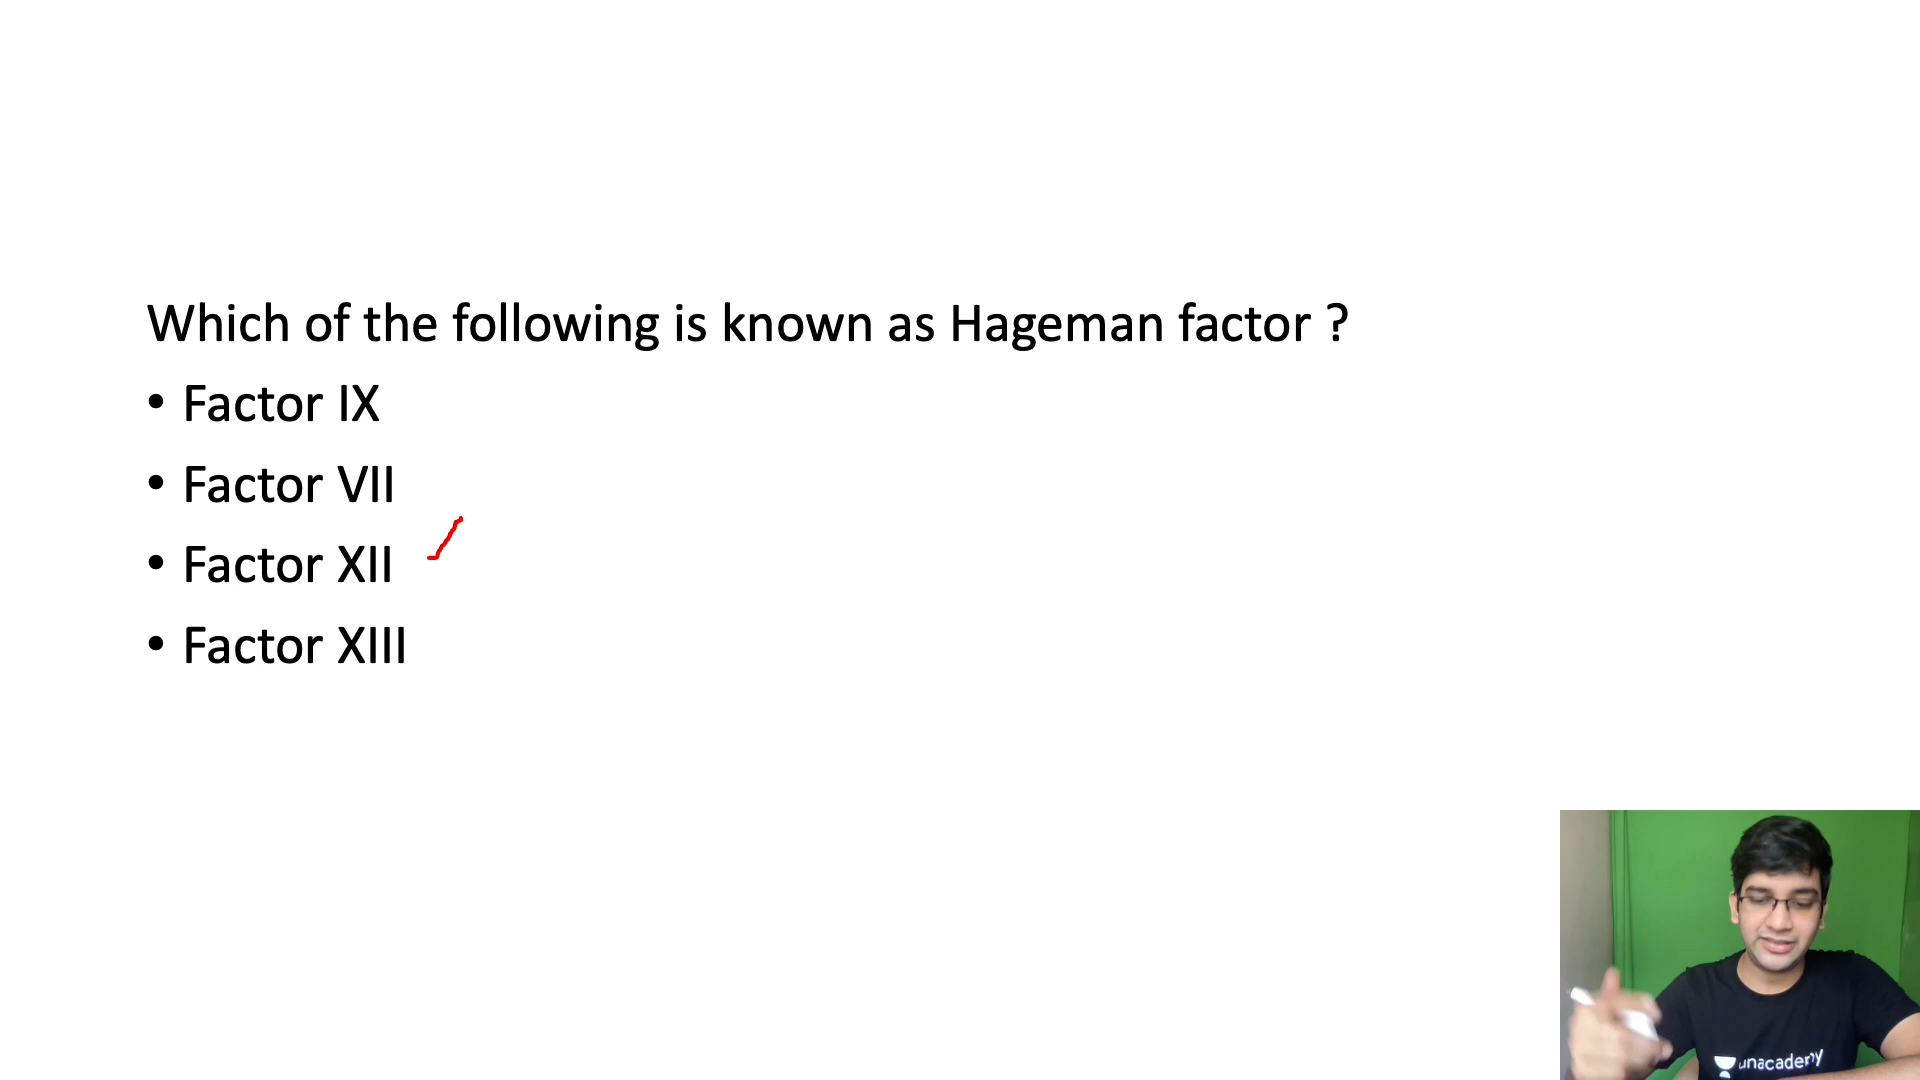 Which of the following is known as Hageman factor ?
• Factor IX
• Factor VII
• Factor XII
• Factor XIII
unacademy